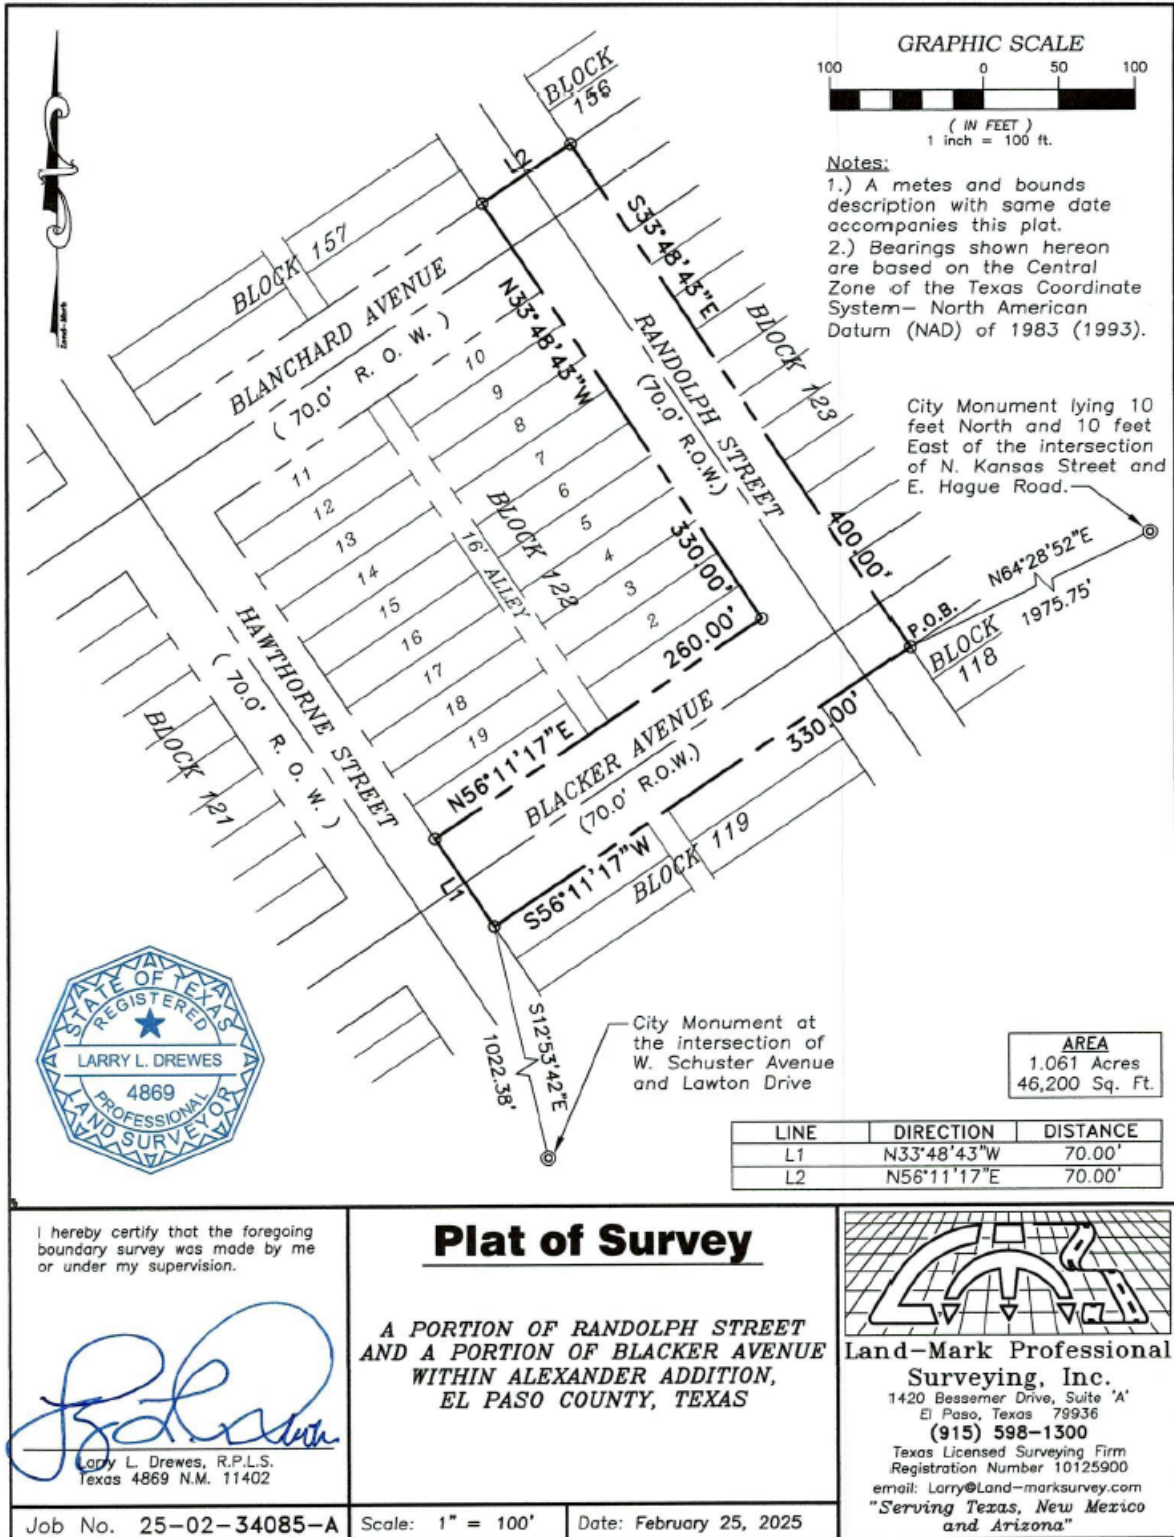 GRAPHIC SCALE
100 0 50 100
( IN FEET )
1 inch = 100 ft.
Notes:
1.) A metes and bounds
description with same date
accompanies this plat.
2.) Bearings shown hereon
are based on the Central
Zone of the Texas Coordinate
System– North American
Datum (NAD) of 1983 (1993).
City Monument lying 10
feet North and 10 feet
East of the intersection
of N. Kansas Street and
E. Hague Road.
Land-Mark
BLOCK
156
L2
BLOCK 157
BLANCHARD AVENUE
( 70.0' R. O. W. )
S33°48'43"E
N33°48'43"W
RANDOLPH STREET
(70.0' R.O.W.)
BLOCK 123
400.00'
330.00'
10
9
8
7
6
5
4
3
2
BLOCK 122
16' ALLEY
11
12
13
14
15
16
17
18
19
HAWTHORNE STREET
( 70.0' R. O. W. )
BLOCK 121
260.00'
N56°11'17"E
BLACKER AVENUE
(70.0' R.O.W.)
P.O.B.
N64°28'52"E
1975.75'
BLOCK
118
330.00'
S56°11'17"W
BLOCK 119
L1
S12°53'42"E
1022.38'
City Monument at
the intersection of
W. Schuster Avenue
and Lawton Drive
STATE OF TEXAS
REGISTERED
LARRY L. DREWES
4869
PROFESSIONAL
LAND SURVEYOR
AREA
1.061 Acres
46,200 Sq. Ft.
LINE DIRECTION DISTANCE
L1 N33°48'43"W 70.00'
L2 N56°11'17"E 70.00'
I hereby certify that the foregoing
boundary survey was made by me
or under my supervision.
Larry L. Drewes, R.P.L.S.
Texas 4869 N.M. 11402
Job No. 25-02-34085-A
Plat of Survey
A PORTION OF RANDOLPH STREET
AND A PORTION OF BLACKER AVENUE
WITHIN ALEXANDER ADDITION,
EL PASO COUNTY, TEXAS
Scale: 1" = 100'
Date: February 25, 2025
Land–Mark Professional
Surveying, Inc.
1420 Bessemer Drive, Suite 'A'
El Paso, Texas 79936
(915) 598–1300
Texas Licensed Surveying Firm
Registration Number 10125900
email: Larry@Land–marksurvey.com
"Serving Texas, New Mexico
and Arizona"